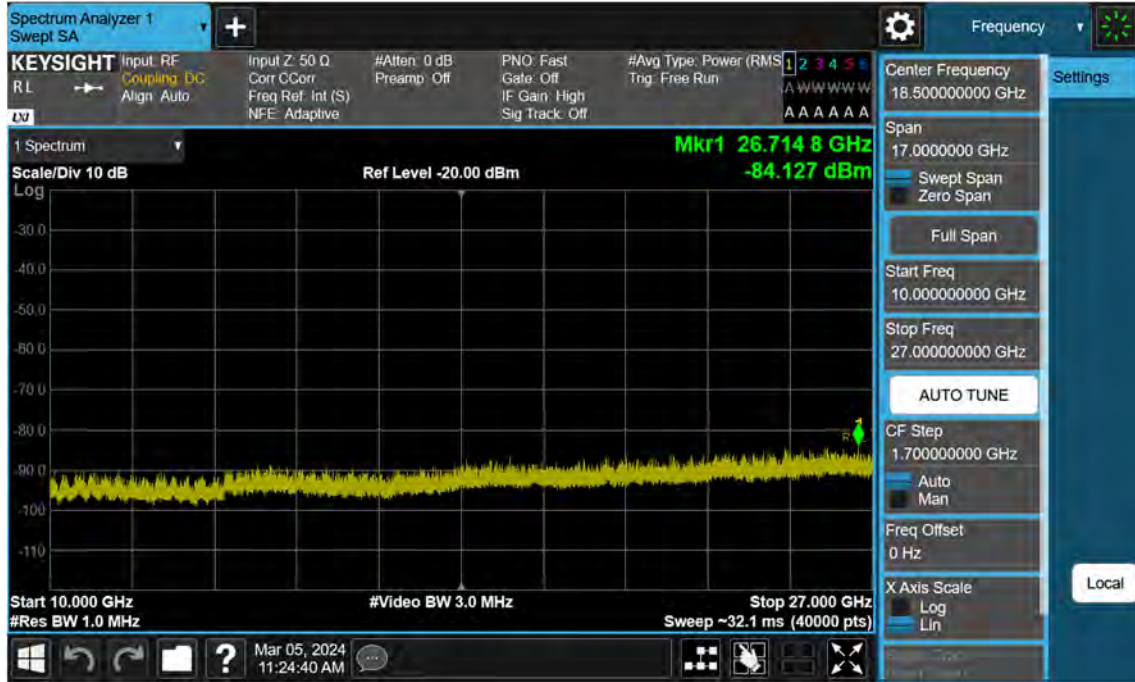 Spectrum Analyzer 1
Swept SA
Frequency
KEYSIGHT
RL
LXI
Input: RF
Coupling: DC
Align: Auto
Input Z: 50 Ω
Corr CCorr
Freq Ref: Int (S)
NFE: Adaptive
#Atten: 0 dB
Preamp: Off
PNO: Fast
Gate: Off
IF Gain: High
Sig Track: Off
#Avg Type: Power (RMS
Trig: Free Run
1 2 3 4 5 6
A W W W W W
A A A A A A
1 Spectrum
Scale/Div 10 dB
Log
Ref Level -20.00 dBm
Mkr1 26.714 8 GHz
-84.127 dBm
-30.0
-40.0
-50.0
-60.0
-70.0
-80.0
-90.0
-100
-110
1
Start 10.000 GHz
#Res BW 1.0 MHz
#Video BW 3.0 MHz
Stop 27.000 GHz
Sweep ~32.1 ms (40000 pts)
Mar 05, 2024
11:24:40 AM
Center Frequency
18.500000000 GHz
Span
17.0000000 GHz
Swept Span
Zero Span
Full Span
Start Freq
10.000000000 GHz
Stop Freq
27.000000000 GHz
AUTO TUNE
CF Step
1.700000000 GHz
Auto
Man
Freq Offset
0 Hz
X Axis Scale
Log
Lin
Settings
Local